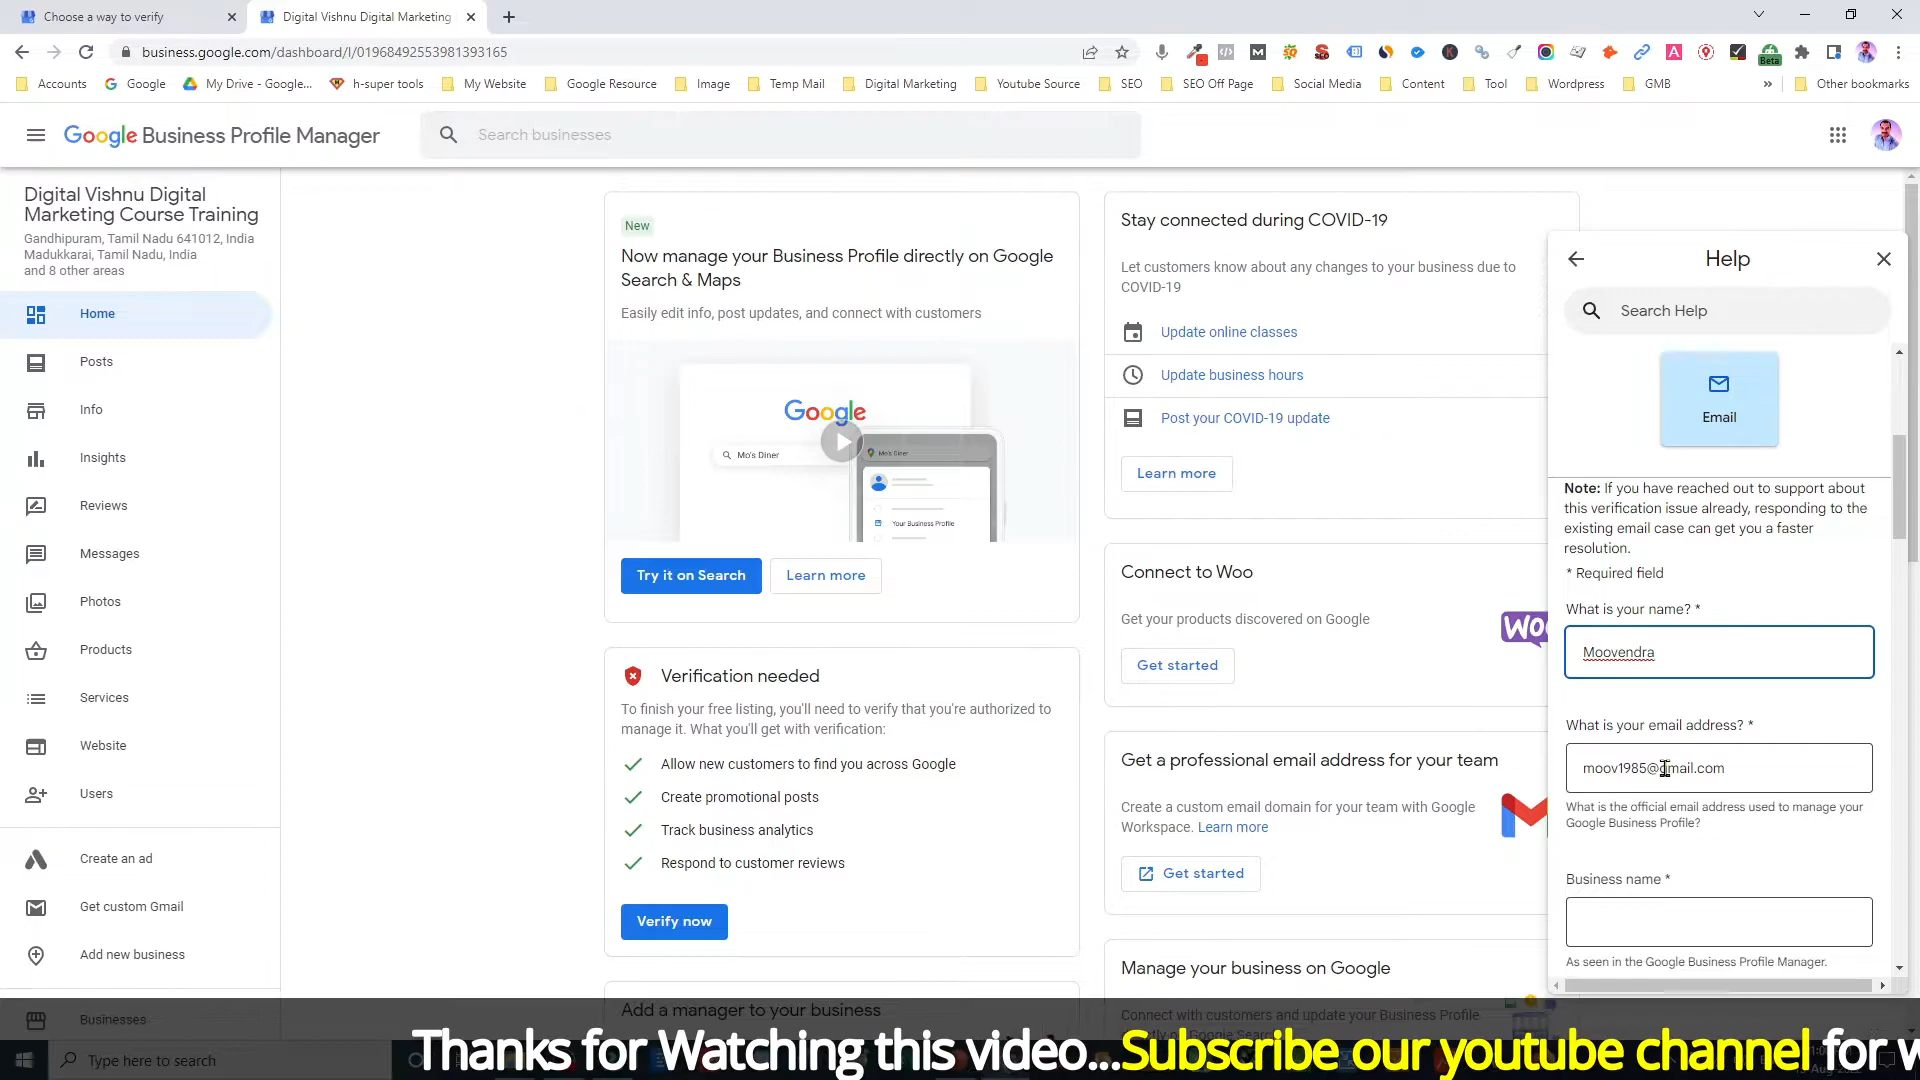 Choose a way to verify
Digital Vishnu Digital Marketing
business.google.com/dashboard/l/01968492553981393165
Beta
Accounts
Google
My Drive - Google...
h-super tools
My Website
Google Resource
Image
Temp Mail
Digital Marketing
Youtube Source
SEO
SEO Off Page
Social Media
Content
Tool
Wordpress
GMB
Other bookmarks
Google Business Profile Manager
Search businesses
Digital Vishnu Digital
Marketing Course Training
Gandhipuram, Tamil Nadu 641012, India
Madukkarai, Tamil Nadu, India
and 8 other areas
Home
Posts
Info
Insights
Reviews
Messages
Photos
Products
Services
Website
Users
Create an ad
Get custom Gmail
Add new business
Businesses
New
Now manage your Business Profile directly on Google
Search & Maps
Easily edit info, post updates, and connect with customers
Google
Mo's Diner
Mo's Diner
Your Business Profile
Try it on Search
Learn more
Verification needed
To finish your free listing, you'll need to verify that you're authorized to
manage it. What you'll get with verification:
Allow new customers to find you across Google
Create promotional posts
Track business analytics
Respond to customer reviews
Verify now
Add a manager to your business
Stay connected during COVID-19
Let customers know about any changes to your business due to
COVID-19
Update online classes
Update business hours
Post your COVID-19 update
Learn more
Connect to Woo
Get your products discovered on Google
Woo
Get started
Get a professional email address for your team
Create a custom email domain for your team with Google
Workspace. Learn more
Get started
Manage your business on Google
Connect with customers and update your Business Profile
Help
Search Help
Email
Note: If you have reached out to support about
this verification issue already, responding to the
existing email case can get you a faster
resolution.
* Required field
What is your name? *
Moovendra
What is your email address? *
moov1985@gmail.com
What is the official email address used to manage your
Google Business Profile?
Business name *
As seen in the Google Business Profile Manager.
Type here to search
Thanks for Watching this video...Subscribe our youtube channel for